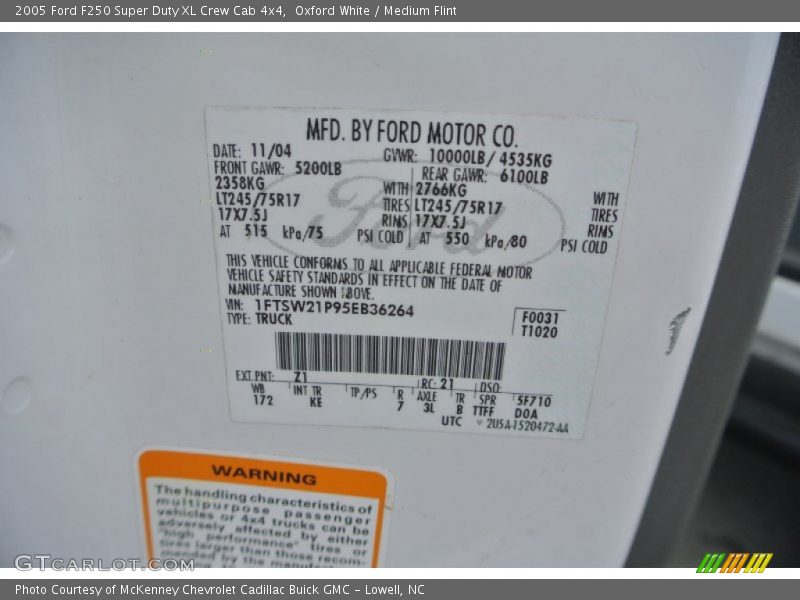 2005 Ford F250 Super Duty XL Crew Cab 4x4, Oxford White / Medium Flint
MFD. BY FORD MOTOR CO.
DATE: 11/04 GVWR: 10000LB/ 4535KG
FRONT GAWR: 5200LB REAR GAWR: 6100LB
2358KG WITH 2766KG WITH
LT245/75R17 TIRES LT245/75R17 TIRES
17X7.5J RIMS 17X7.5J RIMS
AT 515 kPa/75 PSI COLD AT 550 kPa/80 PSI COLD
Ford
THIS VEHICLE CONFORMS TO ALL APPLICABLE FEDERAL MOTOR
VEHICLE SAFETY STANDARDS IN EFFECT ON THE DATE OF
MANUFACTURE SHOWN ABOVE.
VIN: 1FTSW21P95EB36264 F0031
TYPE: TRUCK T1020
EXT PNT: Z1 RC: 21 DSO:
WB INT TR TP/PS R AXLE TR SPR 5F710
172 KE 7 3L B TTFF DOA
UTC 2U5A-1520472-AA
WARNING
The handling characteristics of
multipurpose passenger
vehicles or 4x4 trucks can be
adversely affected by either
"high performance" tires or
tires larger than those recom-
mended by the
GTCarLot.com
Photo Courtesy of McKenney Chevrolet Cadillac Buick GMC - Lowell, NC